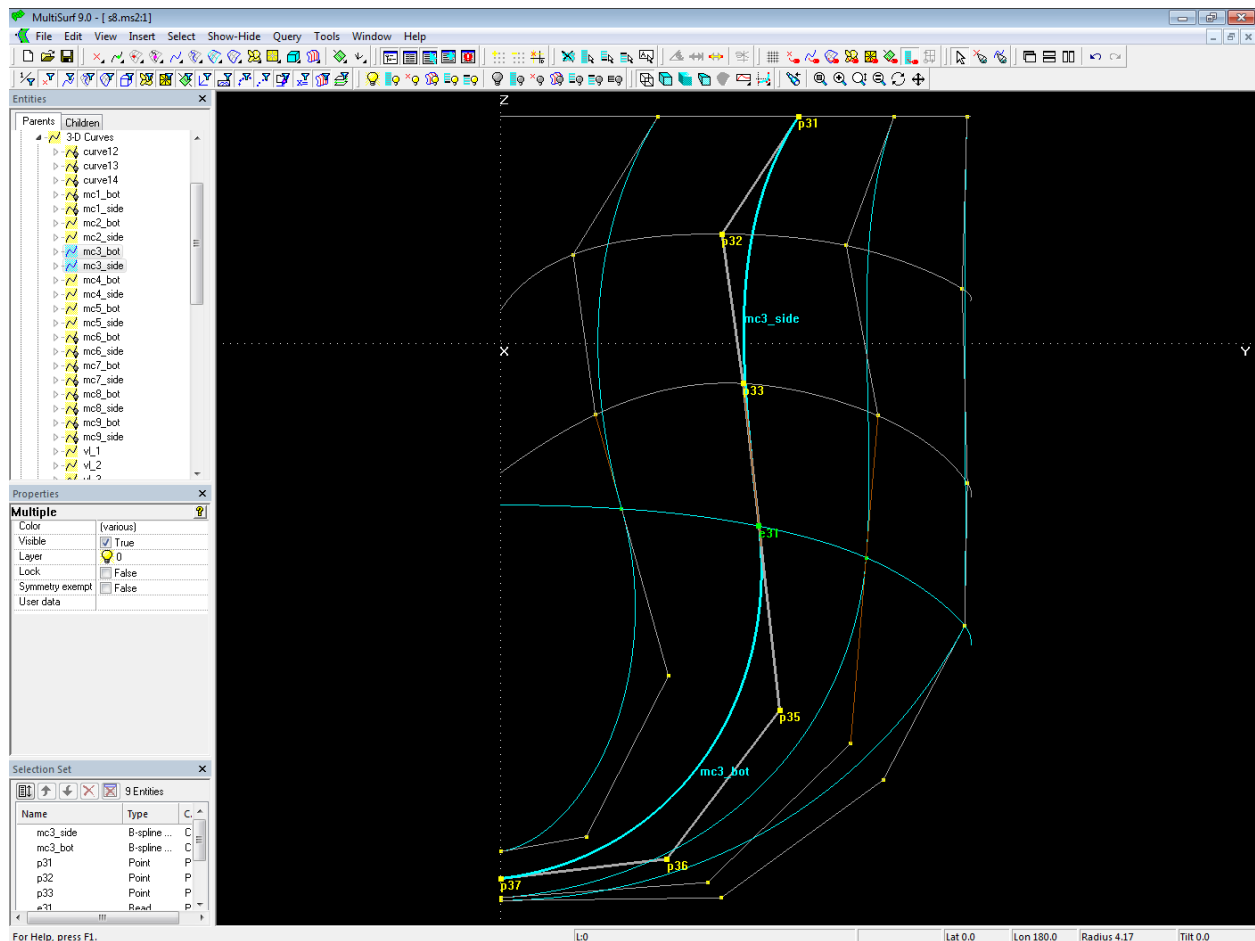 MultiSurf 9.0 - [ s8.ms2:1]
File Edit View Insert Select Show-Hide Query Tools Window Help
Entities
Parents Children
3-D Curves
curve12
curve13
curve14
mc1_bot
mc1_side
mc2_bot
mc2_side
mc3_bot
mc3_side
mc4_bot
mc4_side
mc5_bot
mc5_side
mc6_bot
mc6_side
mc7_bot
mc7_side
mc8_bot
mc8_side
mc9_bot
mc9_side
vl_1
vl_2
Properties
Multiple
Color (various)
Visible True
Layer 0
Lock False
Symmetry exempt False
User data
Selection Set
9 Entities
Name Type C.
mc3_side B-spline ... C
mc3_bot B-spline ... C
p31 Point P
p32 Point P
p33 Point P
e31 Bead P
Z
p31
p32
mc3_side
X
Y
p33
e31
p35
mc3_bot
p36
p37
For Help, press F1.
L:0
Lat 0.0 Lon 180.0 Radius 4.17 Tilt 0.0